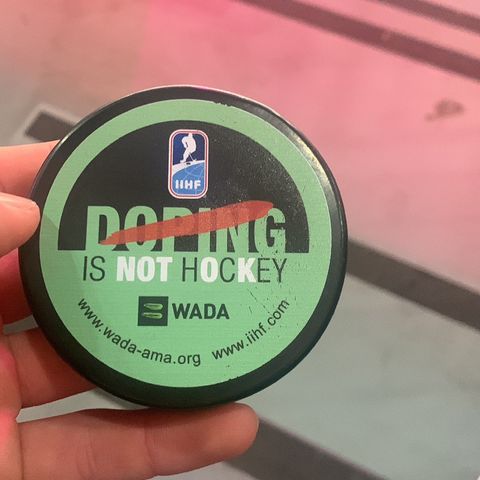 IIHF
DOPING
IS NOT HOCKEY
WADA
www.wada-ama.org www.iihf.com